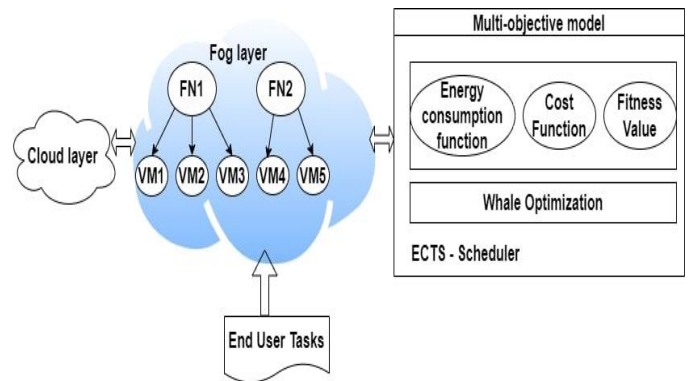 Multi-objective model
Fog layer
FN1
FN2
Energy
consumption
function
Cost
Function
Fitness
Value
Cloud layer
VM1
VM2
VM3
VM4
VM5
Whale Optimization
ECTS - Scheduler
End User Tasks